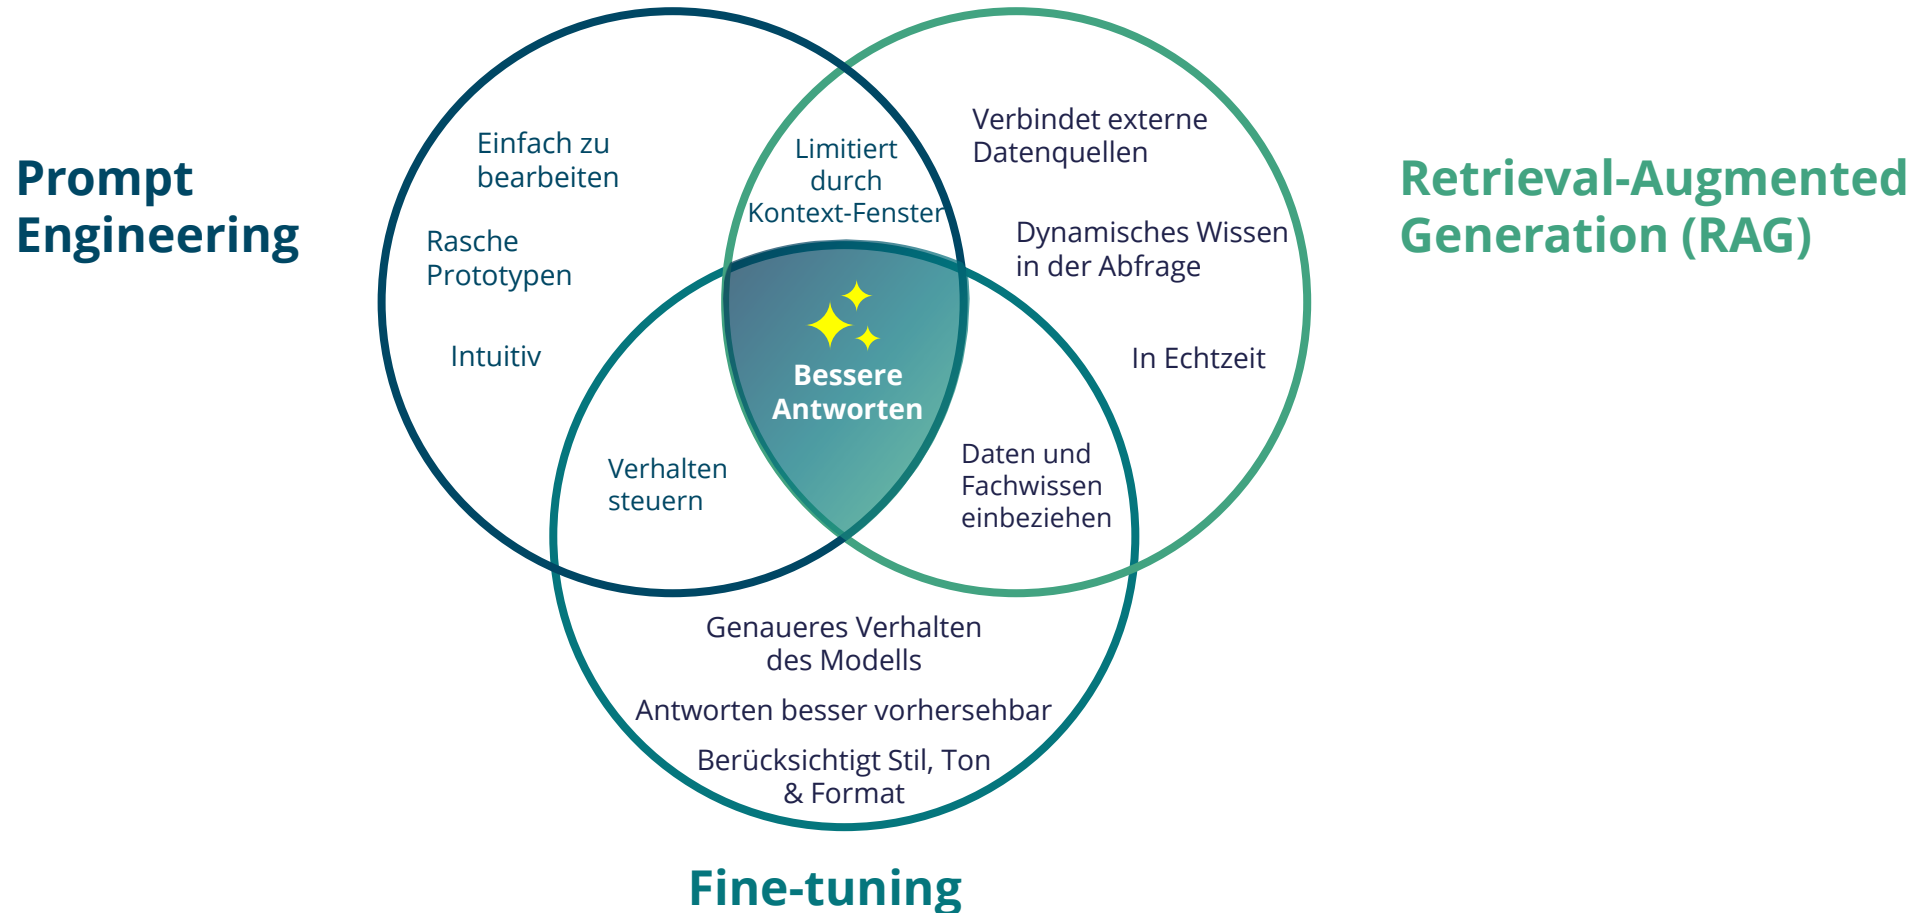 Prompt
Engineering
Einfach zu
bearbeiten
Rasche
Prototypen
Intuitiv
Limitiert
durch
Kontext-Fenster
Verbindet externe
Datenquellen
Dynamisches Wissen
in der Abfrage
In Echtzeit
Retrieval-Augmented
Generation (RAG)
Bessere
Antworten
Verhalten
steuern
Daten und
Fachwissen
einbeziehen
Genaueres Verhalten
des Modells
Antworten besser vorhersehbar
Berücksichtigt Stil, Ton
& Format
Fine-tuning